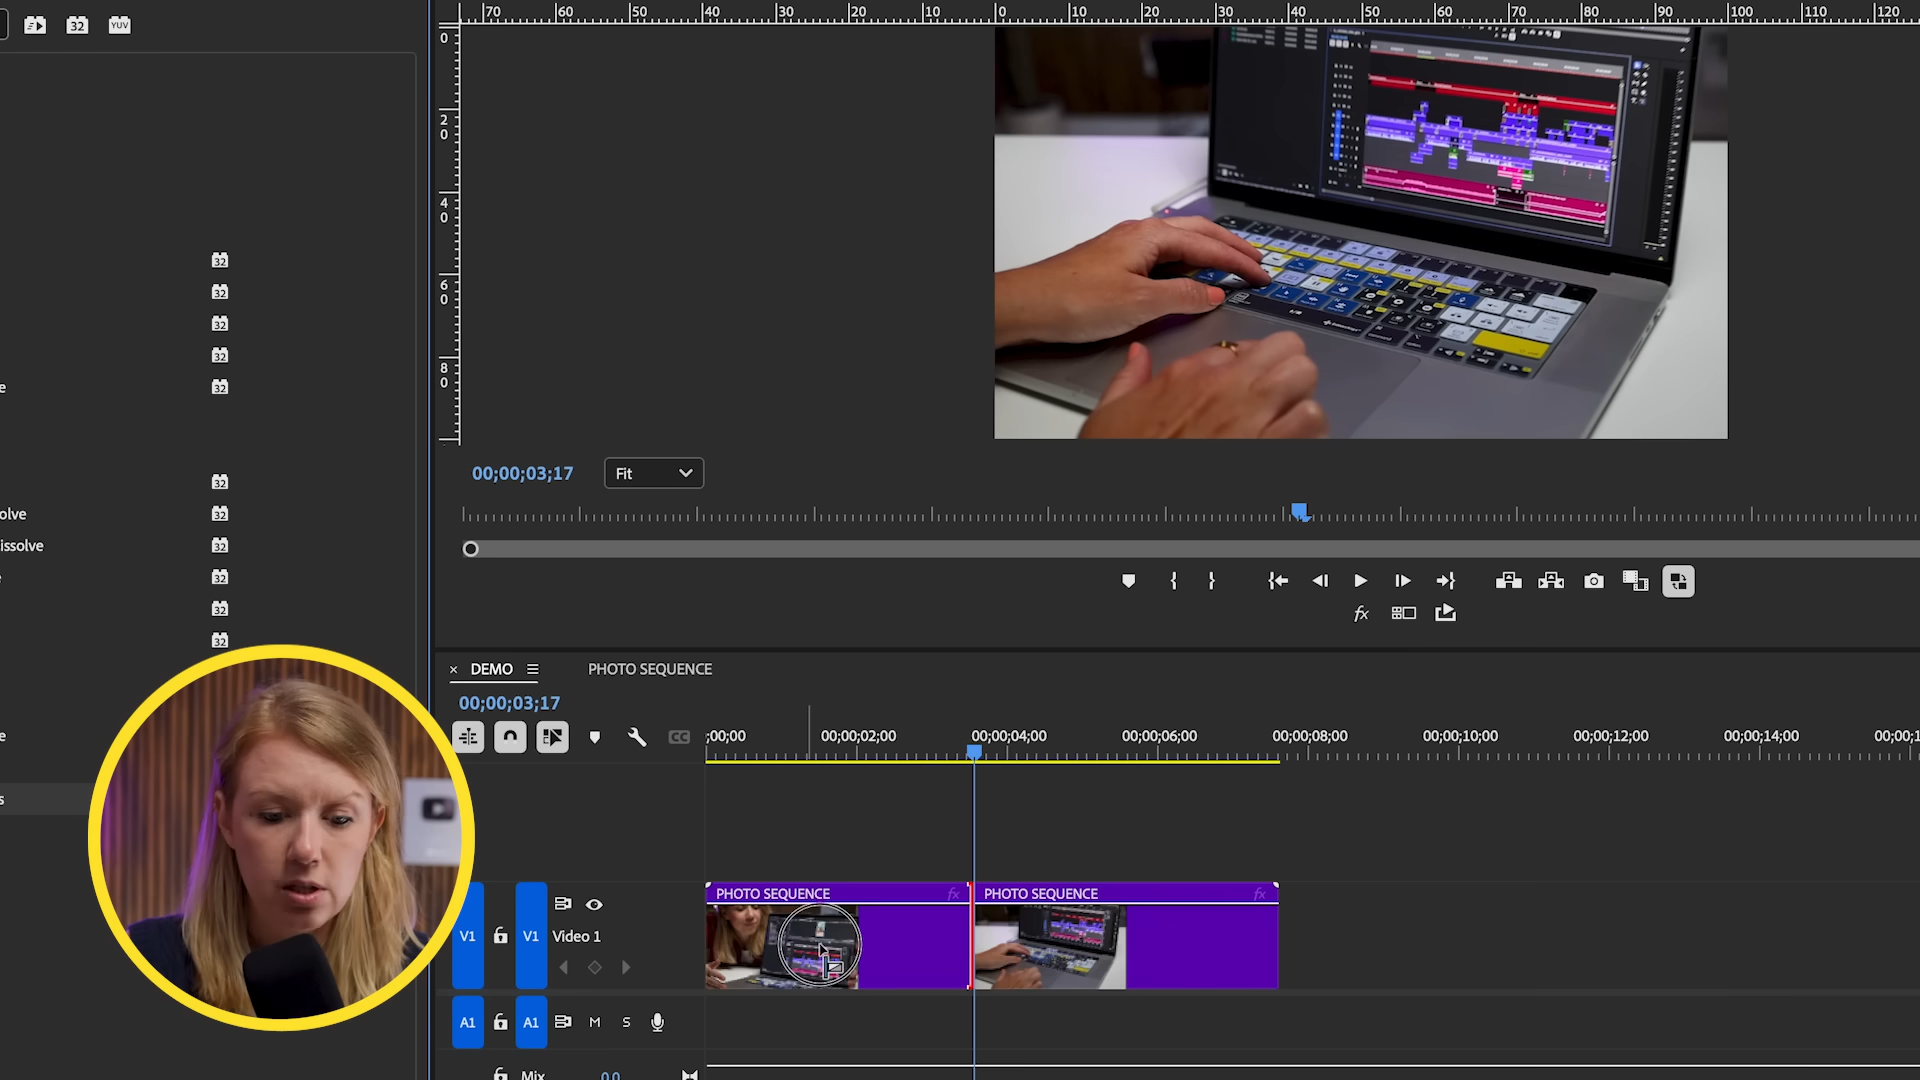 70 60 50 40 30 20 10 0 10 20 30 40 50 60 70 80 90 100 110 120
32 YUV
0
20
40
60
80
32
32
32
32
e 32
32
olve 32
issolve 32
32
32
32
e
s
00;00;03;17 Fit
fx
× DEMO PHOTO SEQUENCE
00;00;03;17
CC ;00;00 00;00;02;00 00;00;04;00 00;00;06;00 00;00;08;00 00;00;10;00 00;00;12;00 00;00;14;00 00;00;1
PHOTO SEQUENCE fx PHOTO SEQUENCE fx
V1 V1 Video 1
A1 A1 M S
Mix 0.0